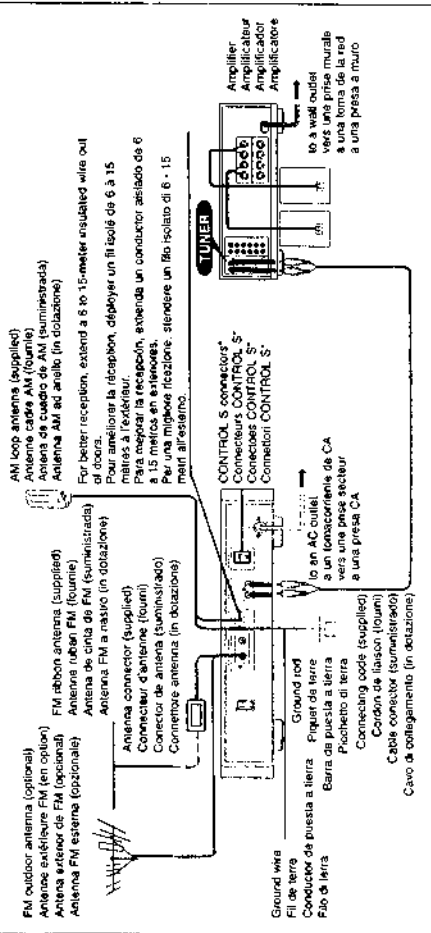 FM outdoor antenna (optional)
Antenne extérieure FM (en option)
Antena exterior de FM (opcional)
Antenna FM esterna (opzionale)
FM ribbon antenna (supplied)
Antenne ruban FM (fournie)
Antena de cinta de FM (suministrada)
Antenna FM a nastro (in dotazione)
AM loop antenna (supplied)
Antenne cadre AM (fournie)
Antena de cuadro de AM (suministrada)
Antenna AM ad anello (in dotazione)
For better reception, extend a 6 to 15-meter insulated wire out
of doors.
Pour améliorer la réception, déployer un fil isolé de 6 à 15
mètres à l'extérieur.
Para mejorar la recepción, extienda un conductor aislado de 6
a 15 metros en exteriores.
Per una migliore ricezione, stendere un filo isolato di 6 - 15
metri all'esterno.
Antenna connector (supplied)
Connecteur d'antenne (fourni)
Conector de antena (suministrado)
Connettore antenna (in dotazione)
CONTROL S connectors*
Connecteurs CONTROL S*
Conectores CONTROL S*
Connettori CONTROL S*
TUNER
Amplifier
Amplificateur
Amplificador
Amplificatore
to a wall outlet
vers une prise murale
a una toma de la red
a una presa a muro
to an AC outlet
a un tomacorriente de CA
vers une prise secteur
a una presa CA
Ground wire
Fil de terre
Conductor de puesta a tierra
Filo di terra
Ground rod
Piquet de terre
Barra de puesta a tierra
Picchetto di terra
Connecting code (supplied)
Cordon de liaison (fourni)
Cable conector (suministrado)
Cavo di collegamento (in dotazione)